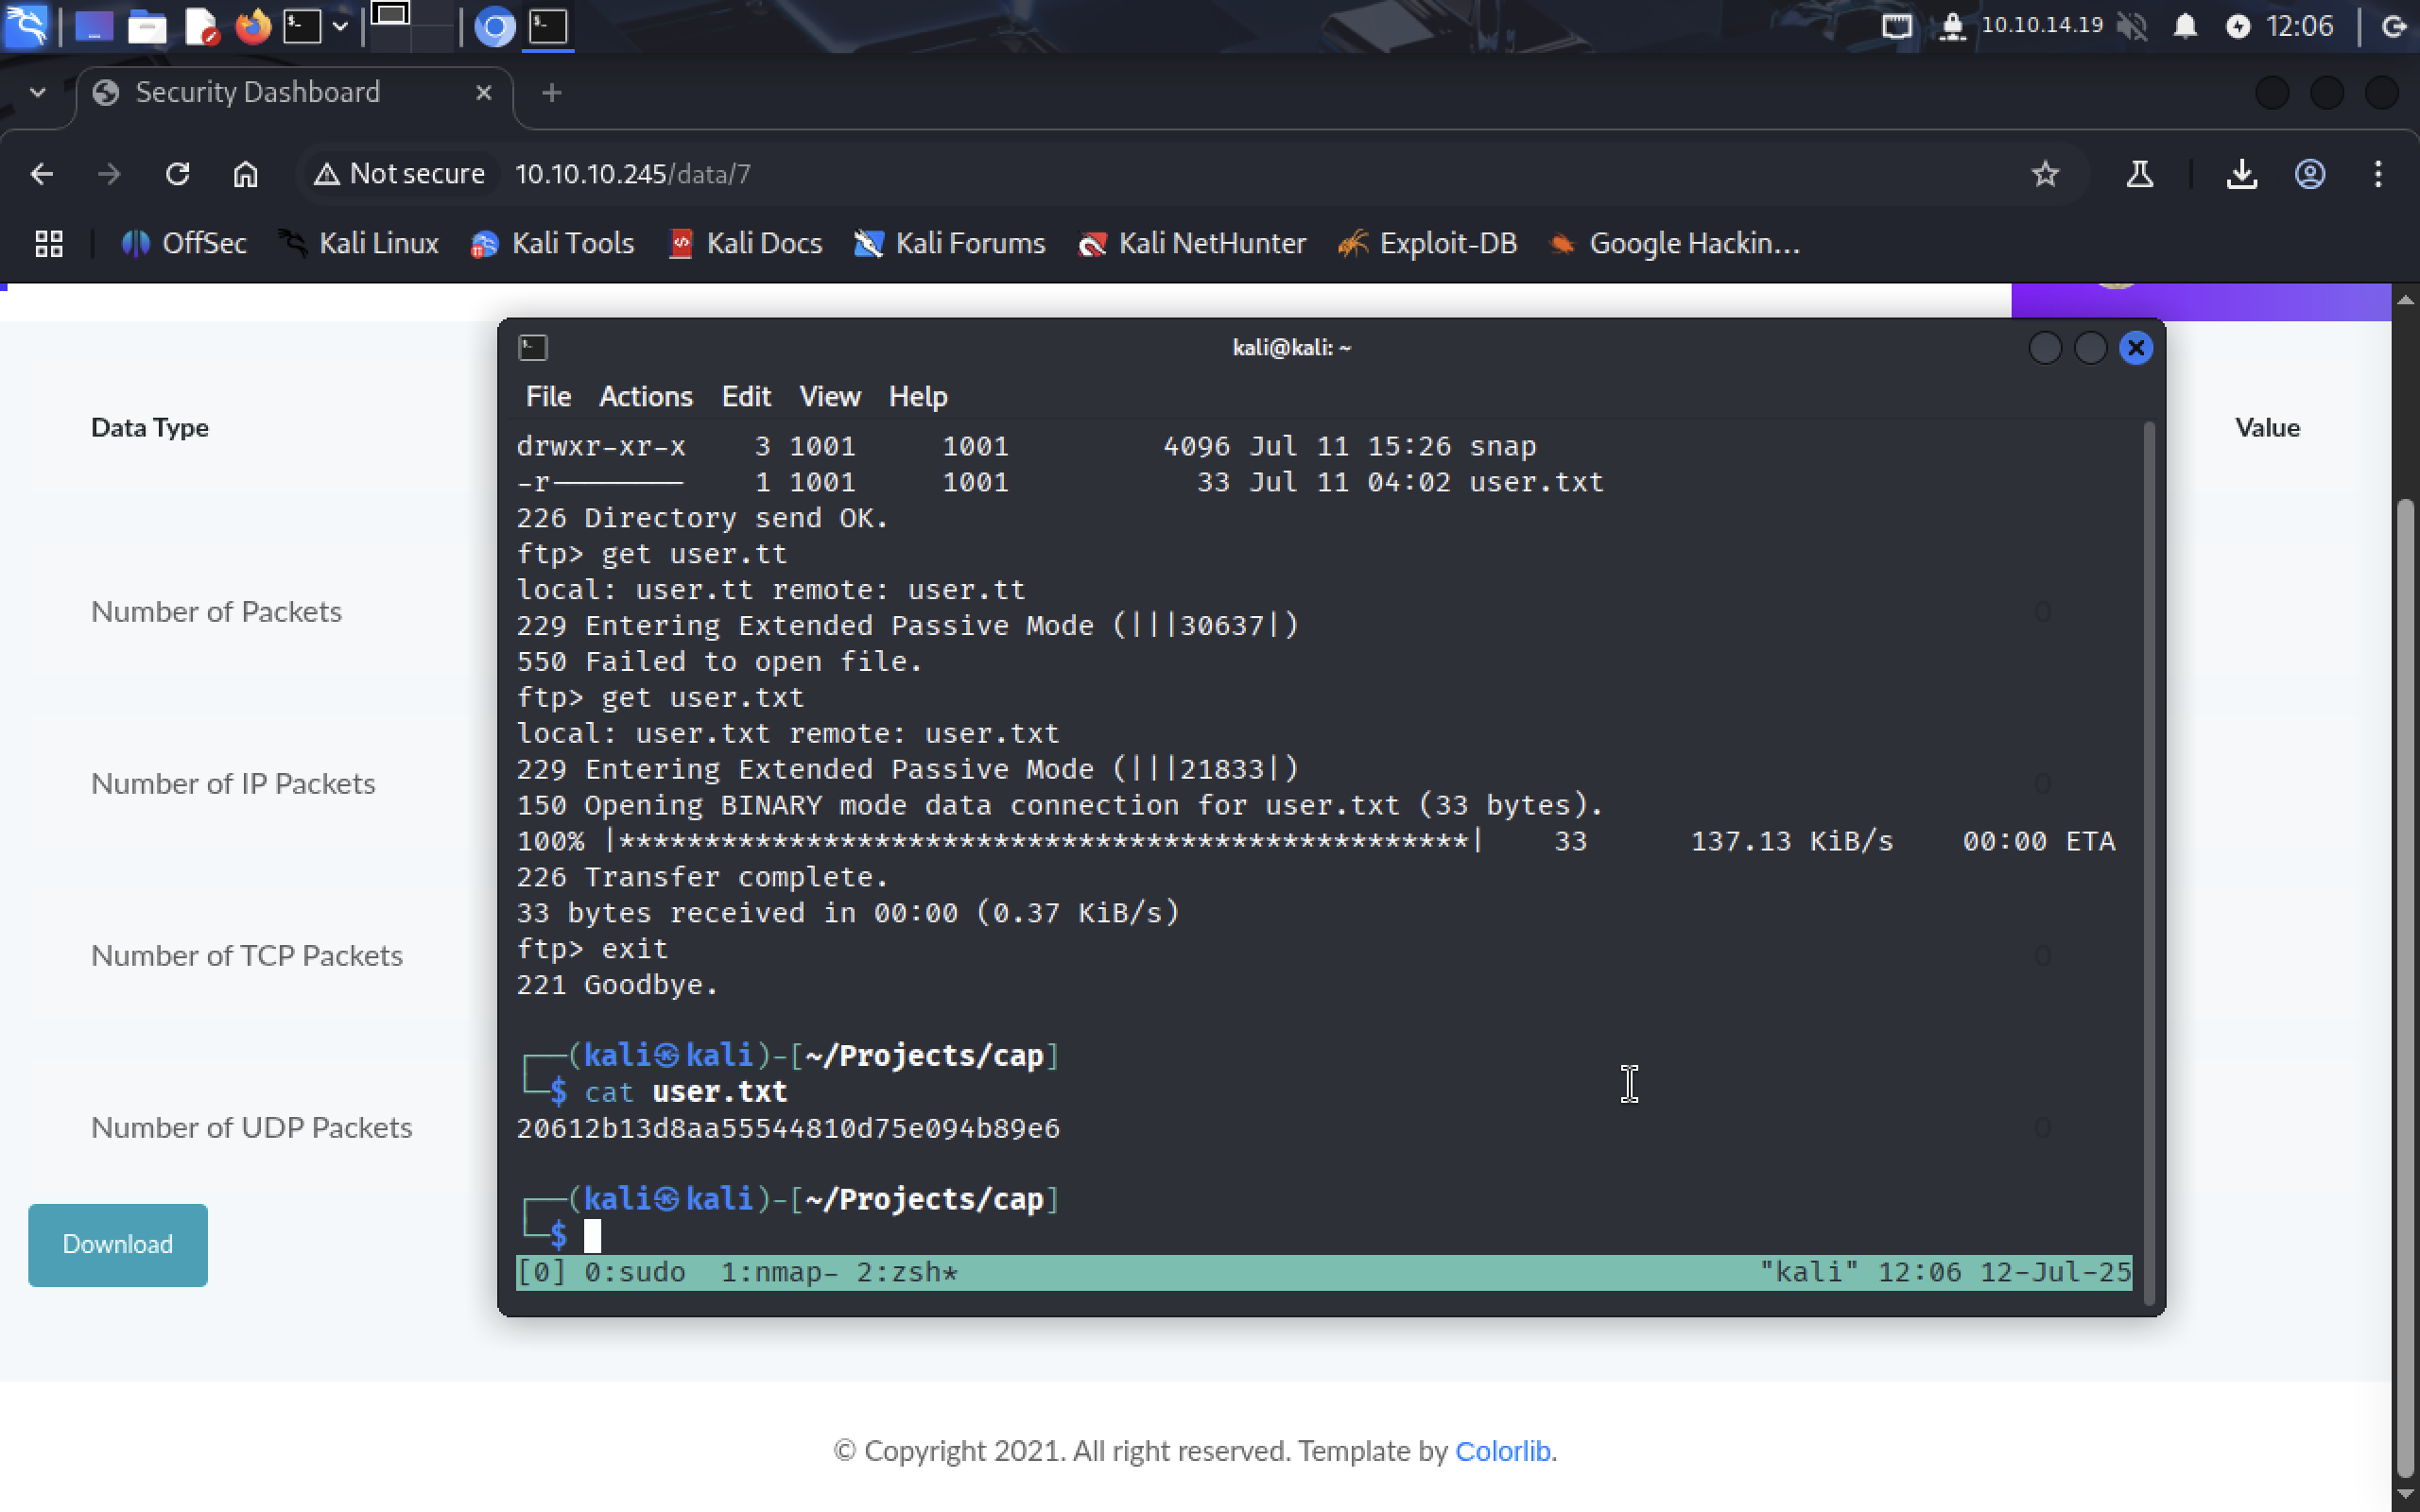 10.10.14.19 12:06
Security Dashboard
Not secure 10.10.10.245/data/7
OffSec Kali Linux Kali Tools Kali Docs Kali Forums Kali NetHunter Exploit-DB Google Hackin...
kali@kali: ~
File Actions Edit View Help
Data Type Value
drwxr-xr-x 3 1001 1001 4096 Jul 11 15:26 snap
-r-------- 1 1001 1001 33 Jul 11 04:02 user.txt
226 Directory send OK.
ftp> get user.tt
local: user.tt remote: user.tt
Number of Packets 0
229 Entering Extended Passive Mode (|||30637|)
550 Failed to open file.
ftp> get user.txt
local: user.txt remote: user.txt
229 Entering Extended Passive Mode (|||21833|)
Number of IP Packets 0
150 Opening BINARY mode data connection for user.txt (33 bytes).
100% |**************************************************| 33 137.13 KiB/s 00:00 ETA
226 Transfer complete.
33 bytes received in 00:00 (0.37 KiB/s)
ftp> exit
Number of TCP Packets 0
221 Goodbye.
┌──(kali㉿kali)-[~/Projects/cap]
└─$ cat user.txt
20612b13d8aa55544810d75e094b89e6
Number of UDP Packets 0
┌──(kali㉿kali)-[~/Projects/cap]
└─$
Download
[0] 0:sudo 1:nmap- 2:zsh* "kali" 12:06 12-Jul-25
© Copyright 2021. All right reserved. Template by Colorlib.